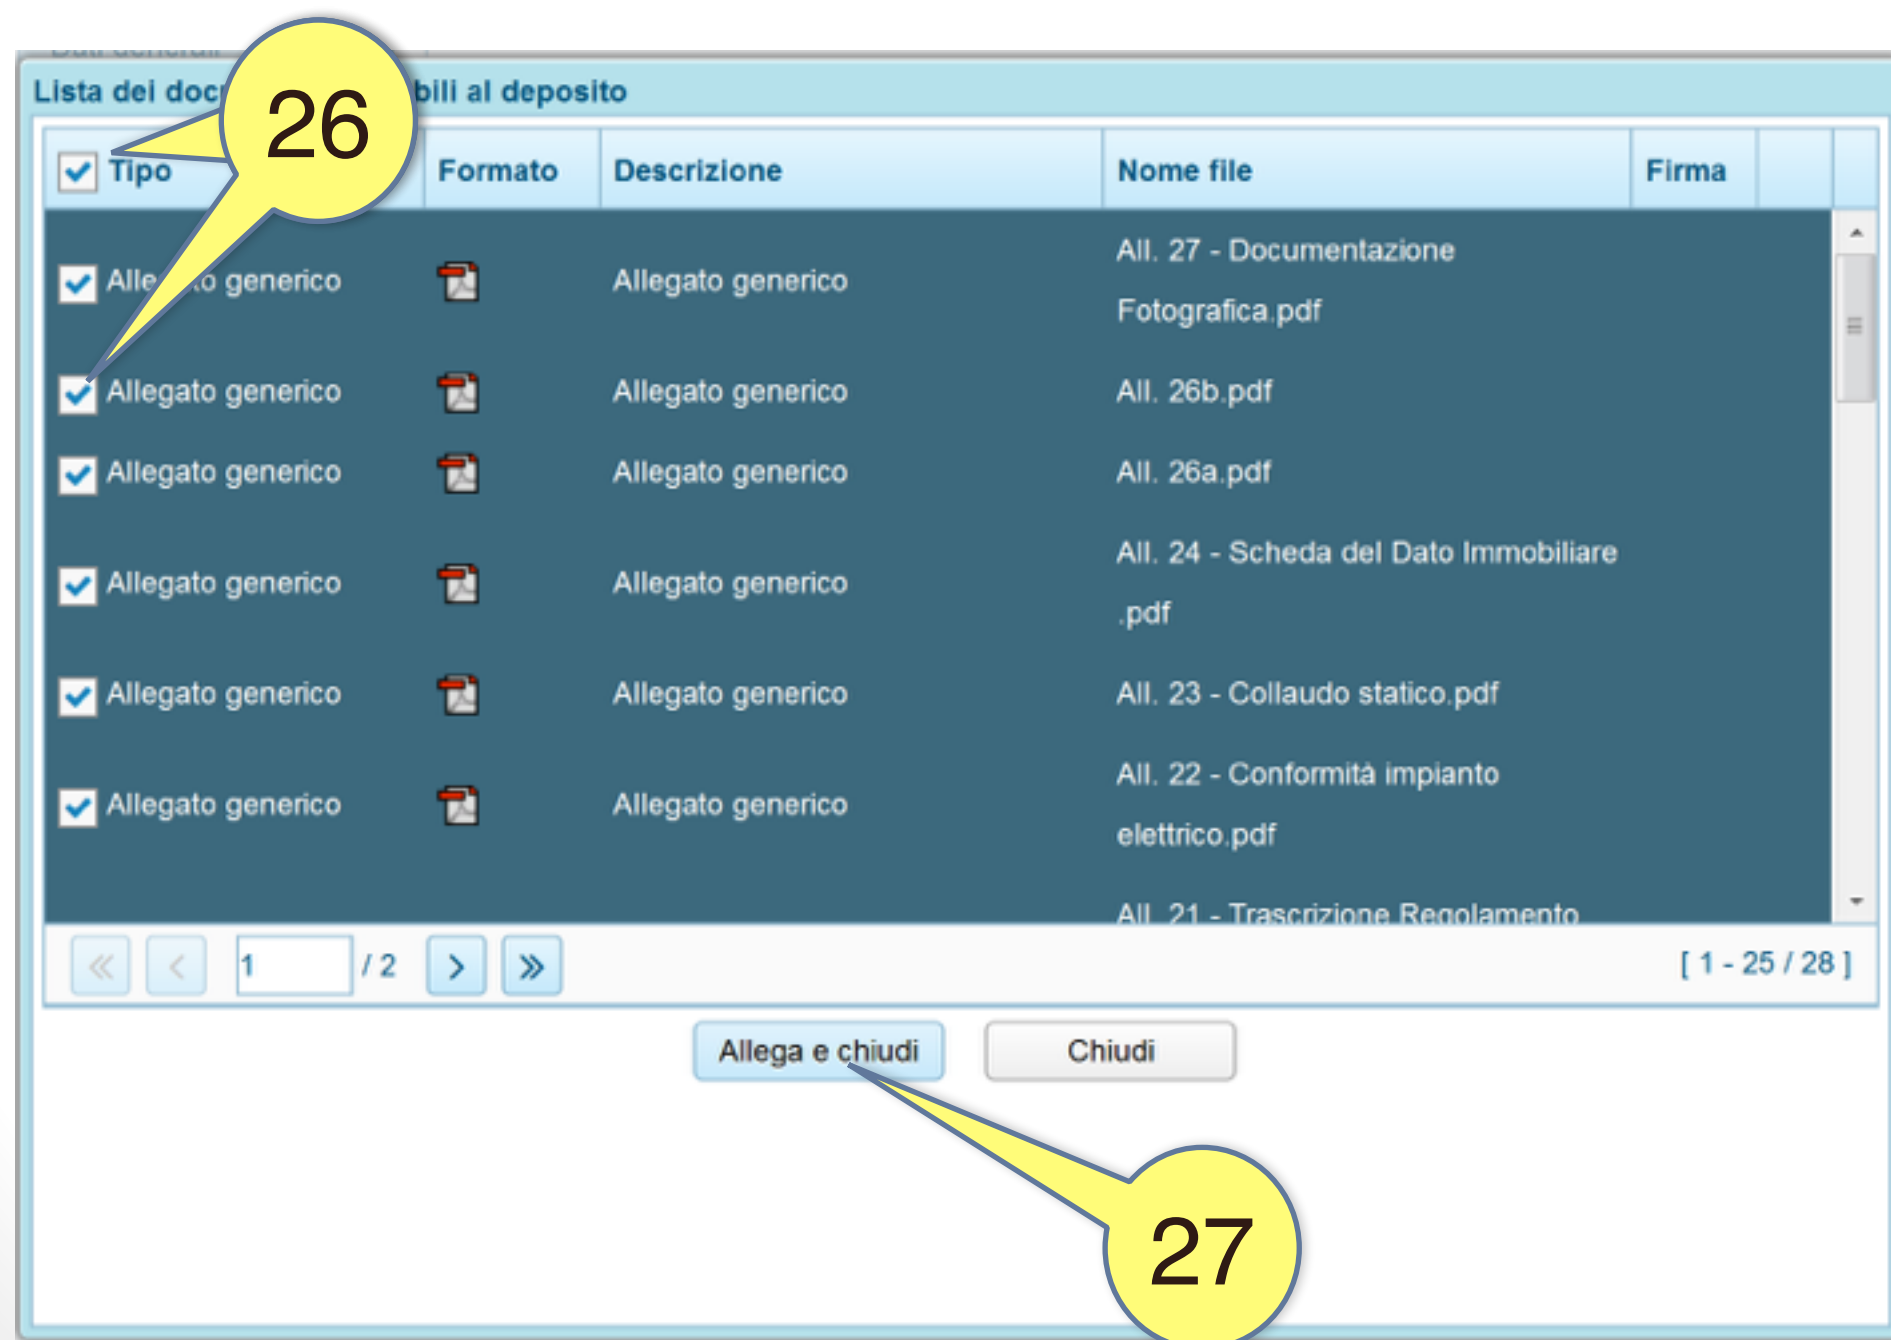 Dati generali
Lista dei doc bili al deposito
26
Tipo Formato Descrizione Nome file Firma
Allegato generico Allegato generico All. 27 - Documentazione
Fotografica.pdf
Allegato generico Allegato generico All. 26b.pdf
Allegato generico Allegato generico All. 26a.pdf
Allegato generico Allegato generico All. 24 - Scheda del Dato Immobiliare
.pdf
Allegato generico Allegato generico All. 23 - Collaudo statico.pdf
Allegato generico Allegato generico All. 22 - Conformità impianto
elettrico.pdf
All. 21 - Trascrizione Regolamento
1 / 2 [ 1 - 25 / 28 ]
Allega e chiudi Chiudi
27